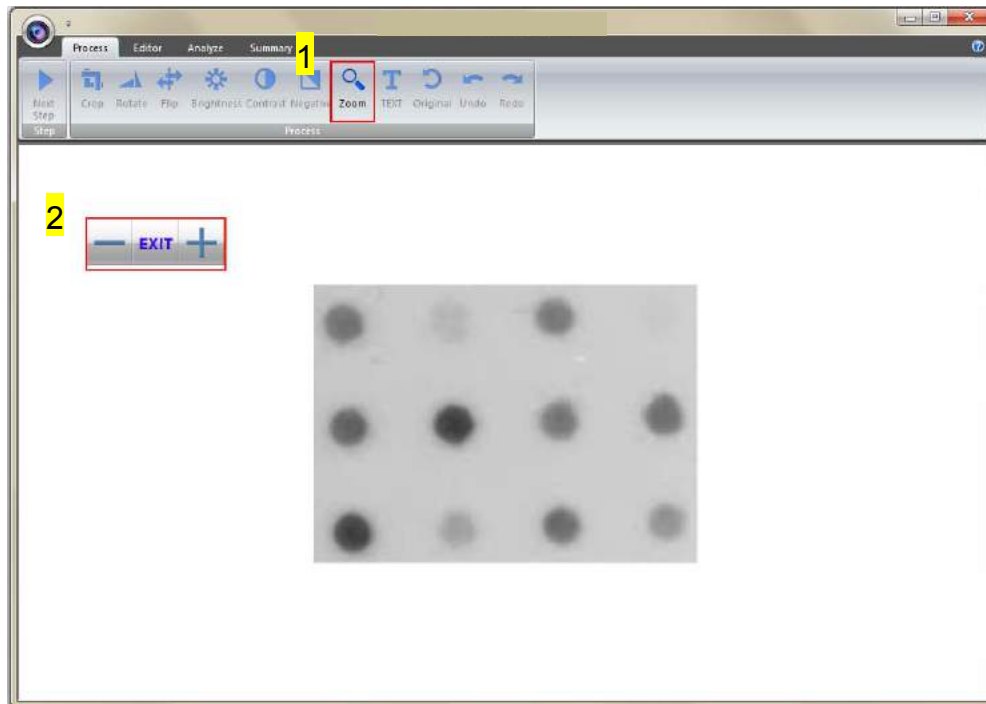 Process Editor Analyze Summary
1
Next Step
Crop Rotate Flip Brightness Contrast Negative Zoom TEXT Original Undo Redo
Step Process
2
EXIT